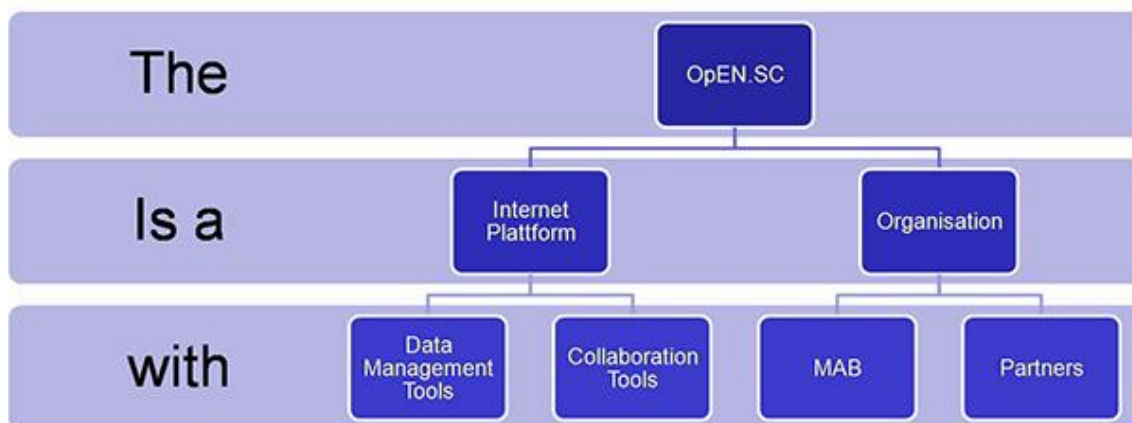 The
OpEN.SC
Is a
Internet
Plattform
Organisation
with
Data
Management
Tools
Collaboration
Tools
MAB
Partners